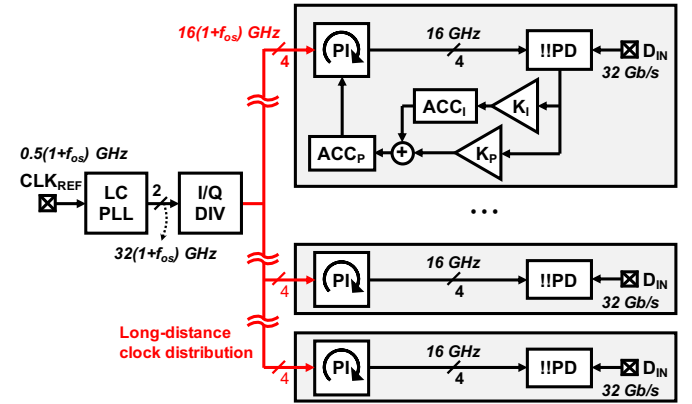 16(1+fos) GHz
4
PI
16 GHz
4
!!PD
DIN
32 Gb/s
ACCI
KI
ACCP
+
KP
0.5(1+fos) GHz
CLKREF
LC
PLL
2
I/Q
DIV
32(1+fos) GHz
...
4
PI
16 GHz
4
!!PD
DIN
32 Gb/s
Long-distance
clock distribution
4
PI
16 GHz
4
!!PD
DIN
32 Gb/s